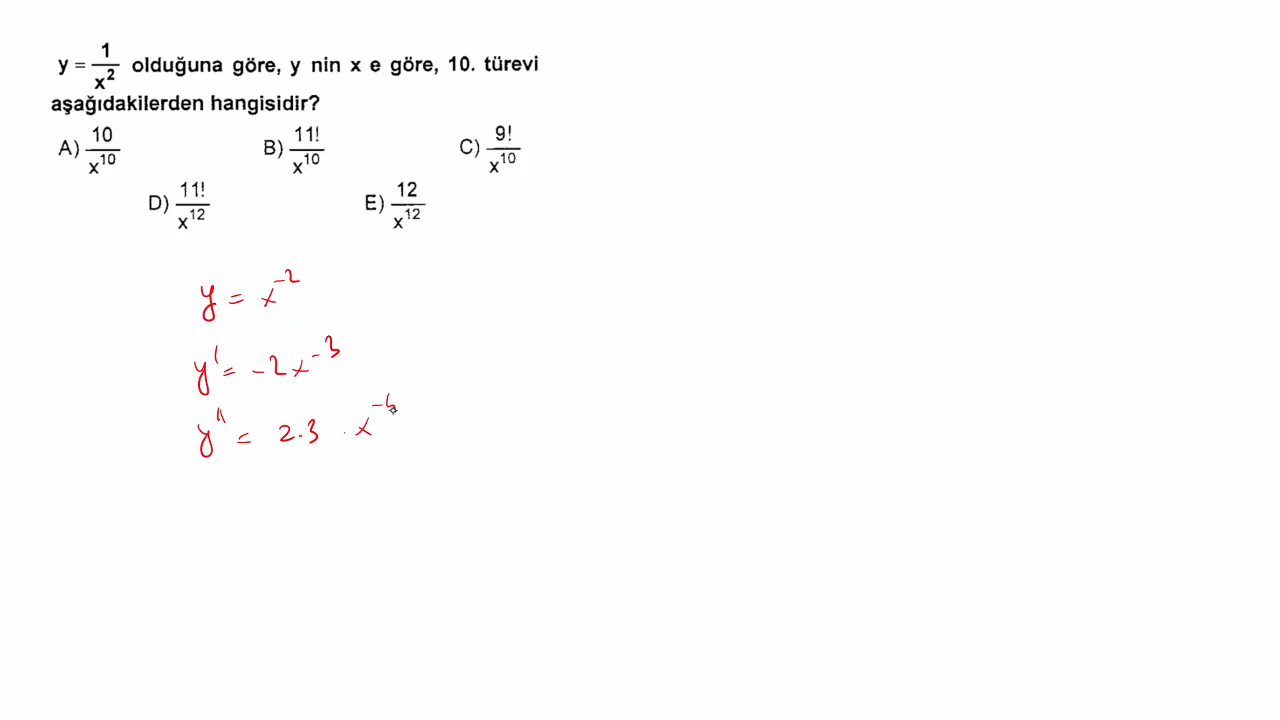 y = 1/x² olduğuna göre, y nin x e göre, 10. türevi
aşağıdakilerden hangisidir?
A) 10/x¹⁰ B) 11!/x¹⁰ C) 9!/x¹⁰
D) 11!/x¹² E) 12/x¹²
y = x⁻²
y' = -2x⁻³
y'' = 2.3 . x